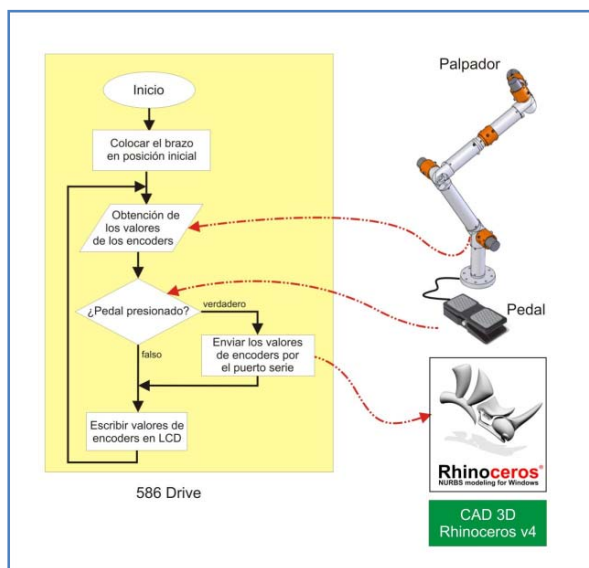 Inicio
Colocar el brazo
en posición inicial
Obtención de
los valores
de los encoders
¿Pedal presionado?
verdadero
falso
Enviar los valores
de encoders por
el puerto serie
Escribir valores de
encoders en LCD
586 Drive
Palpador
Pedal
Rhinoceros®
NURBS modeling for Windows
CAD 3D
Rhinoceros v4